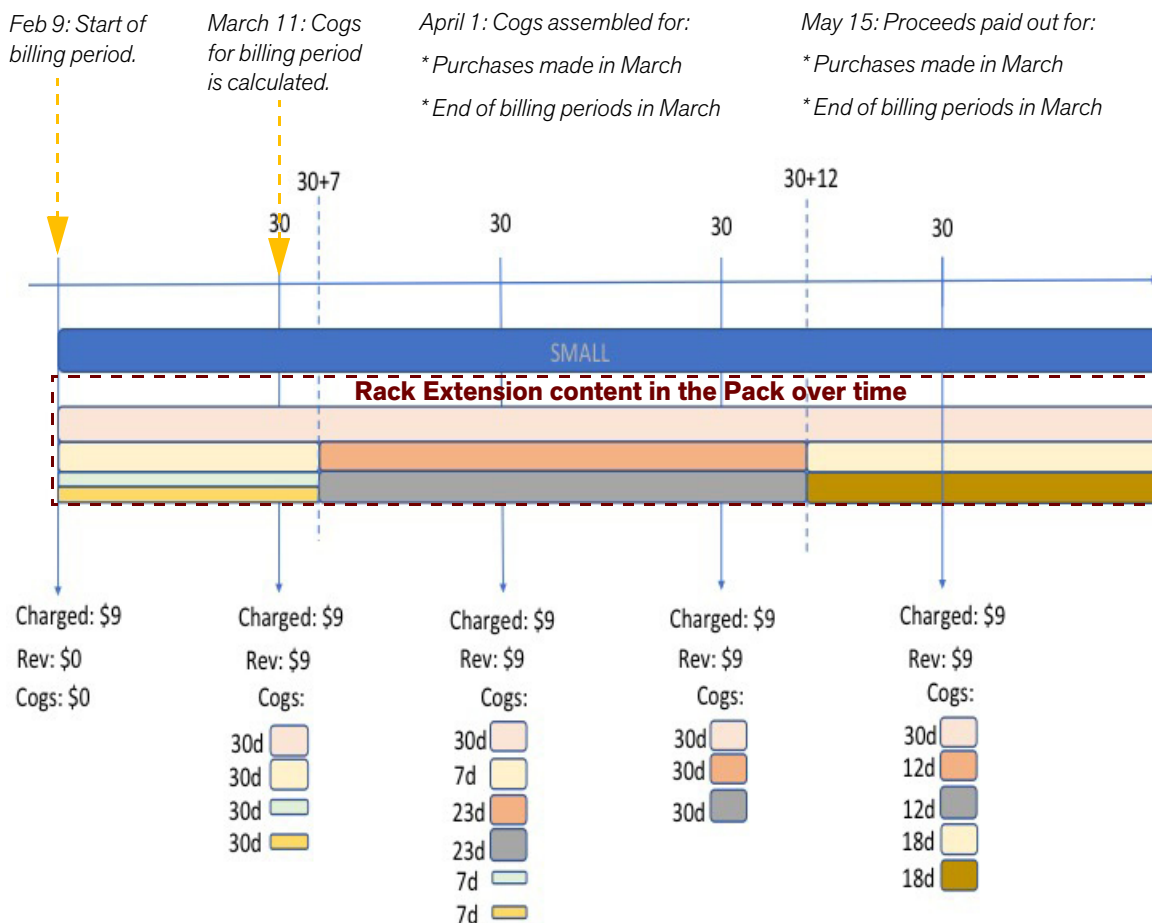 Feb 9: Start of
billing period.
March 11: Cogs
for billing period
is calculated.
April 1: Cogs assembled for:
* Purchases made in March
* End of billing periods in March
May 15: Proceeds paid out for:
* Purchases made in March
* End of billing periods in March
30+7
30+12
30
30
30
30
SMALL
Rack Extension content in the Pack over time
Charged: $9
Rev: $0
Cogs: $0
Charged: $9
Rev: $9
Cogs:
30d
30d
30d
30d
Charged: $9
Rev: $9
Cogs:
30d
7d
23d
23d
7d
7d
Charged: $9
Rev: $9
Cogs:
30d
30d
30d
Charged: $9
Rev: $9
Cogs:
30d
12d
12d
18d
18d